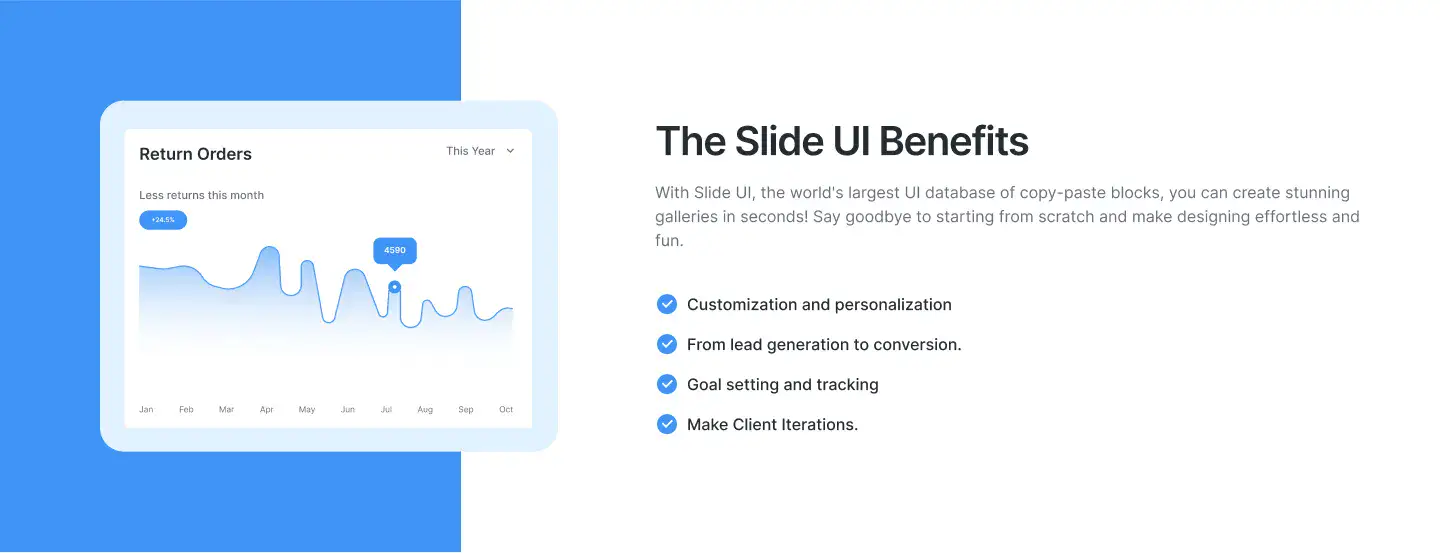 Return Orders
This Year
Less returns this month
+24.5%
4590
Jan Feb Mar Apr May Jun Jul Aug Sep Oct
The Slide UI Benefits
With Slide UI, the world's largest UI database of copy-paste blocks, you can create stunning
galleries in seconds! Say goodbye to starting from scratch and make designing effortless and
fun.
Customization and personalization
From lead generation to conversion.
Goal setting and tracking
Make Client Iterations.